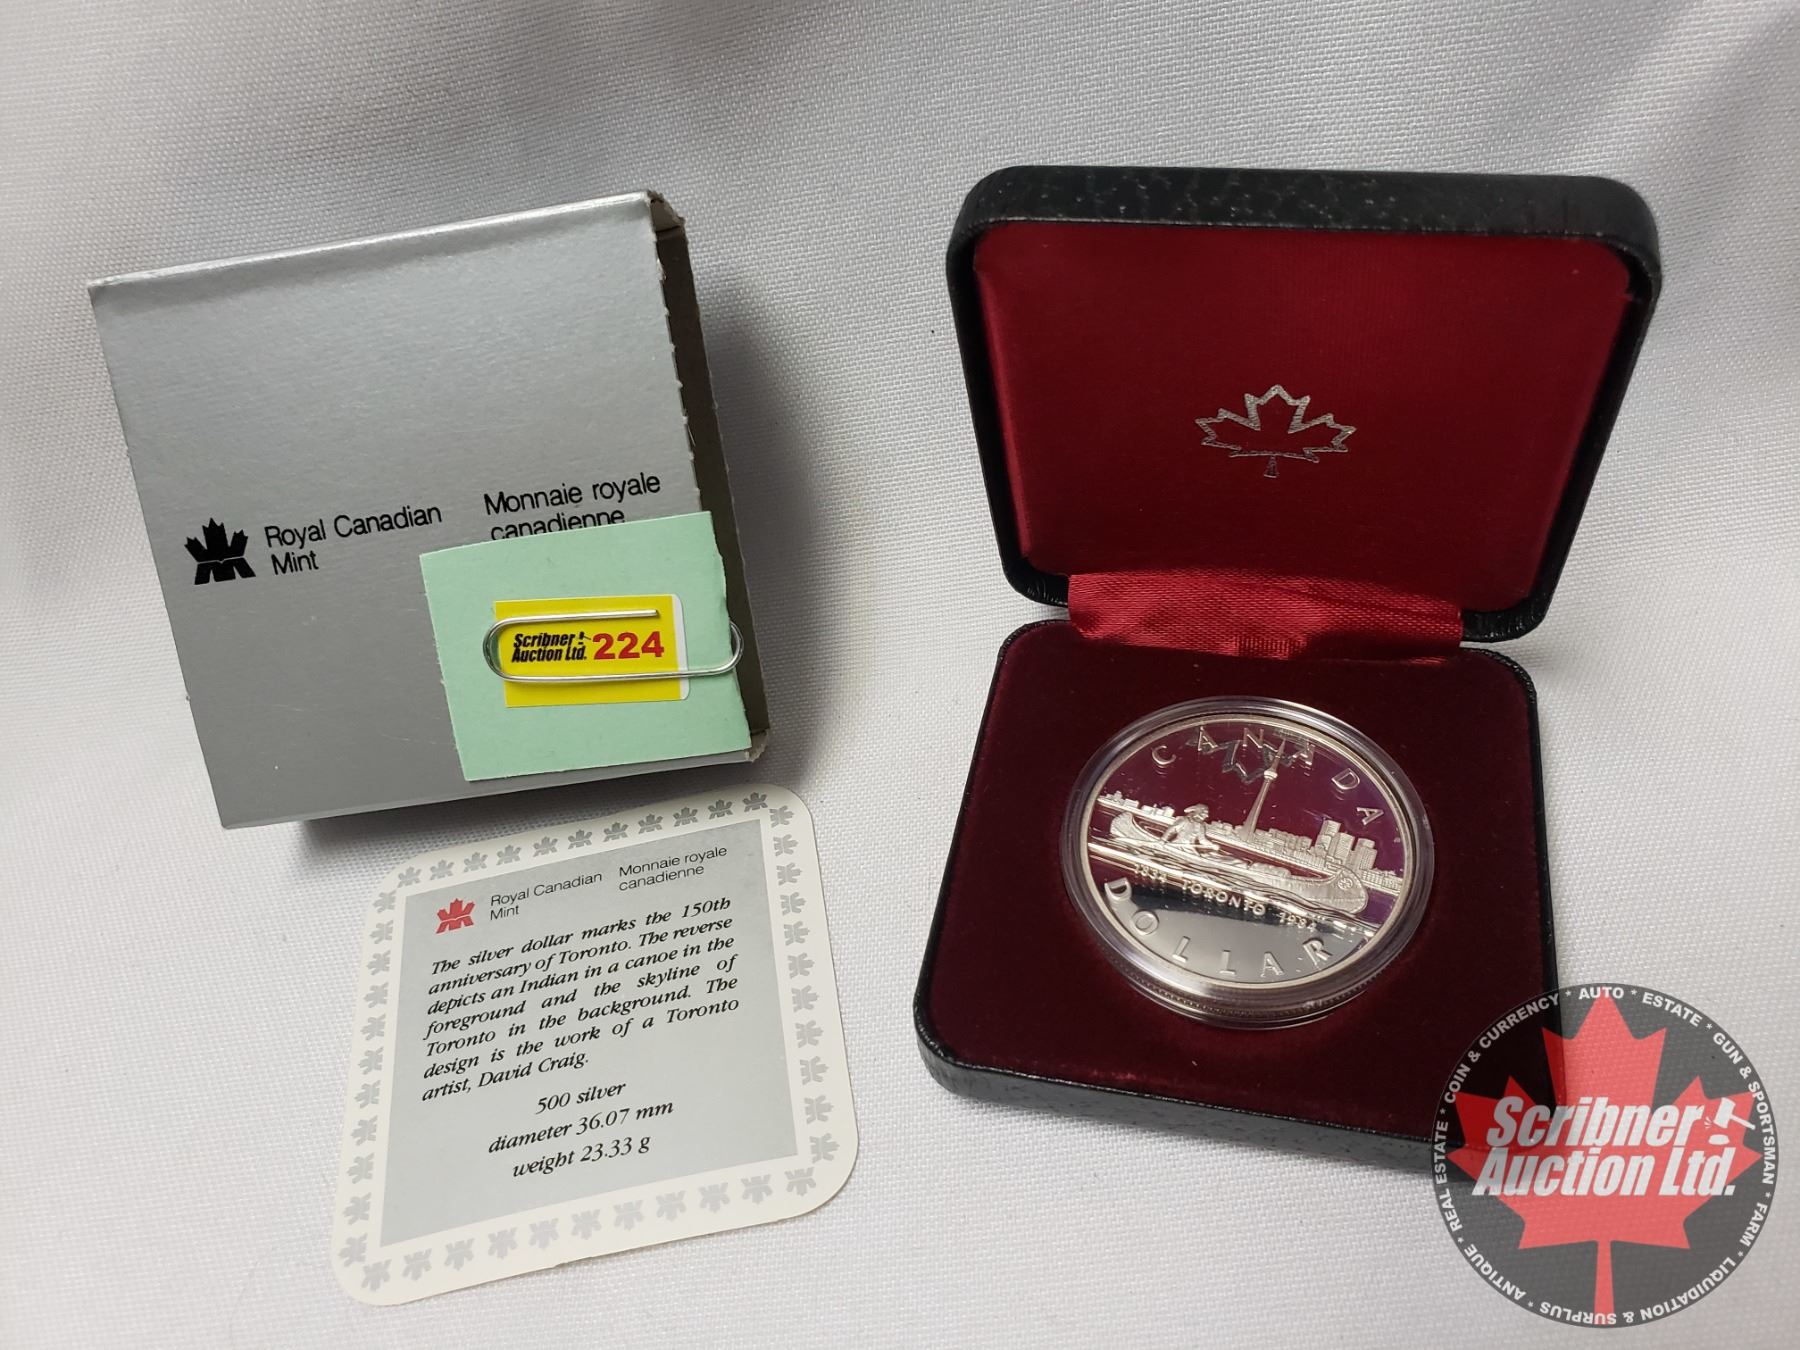 Royal Canadian
Mint
Monnaie royale
canadienne
Scribner
Auction Ltd. 224
Royal Canadian
Mint
Monnaie royale
canadienne
The silver dollar marks the 150th
anniversary of Toronto. The reverse
depicts an Indian in a canoe in the
foreground and the skyline of
Toronto in the background. The
design is the work of a Toronto
artist, David Craig.
500 silver
diameter 36.07 mm
weight 23.33 g
CANADA
1834 TORONTO 1984
DOLLAR
Scribner
Auction Ltd.
* COIN & CURRENCY * AUTO * ESTATE * GUN & SPORTSMAN * FARM * LIQUIDATION & SURPLUS * ANTIQUE * REAL ESTATE